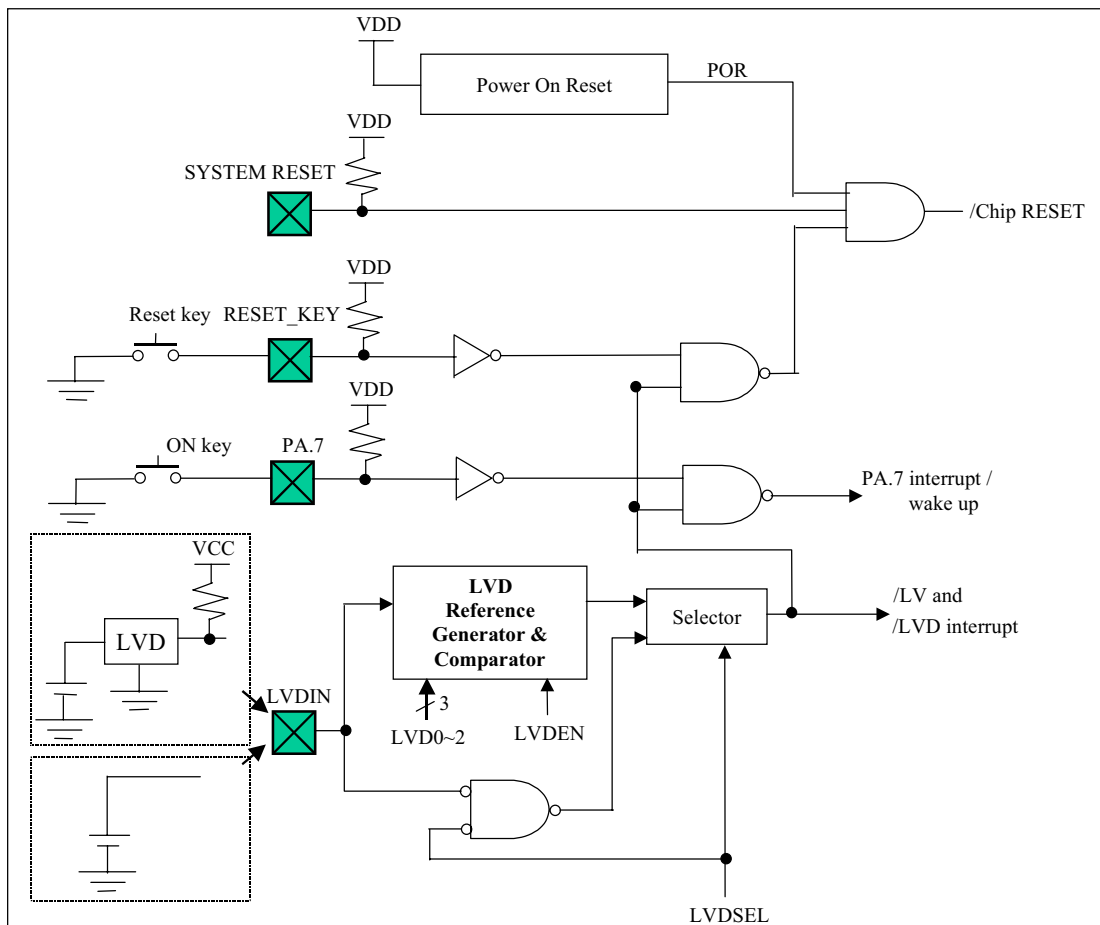 VDD
Power On Reset
POR
VDD
SYSTEM RESET
/Chip RESET
VDD
Reset key
RESET_KEY
VDD
ON key
PA.7
PA.7 interrupt /
wake up
VCC
LVD
LVD
Reference
Generator &
Comparator
Selector
/LV and
/LVD interrupt
LVDIN
3
LVD0~2
LVDEN
LVDSEL